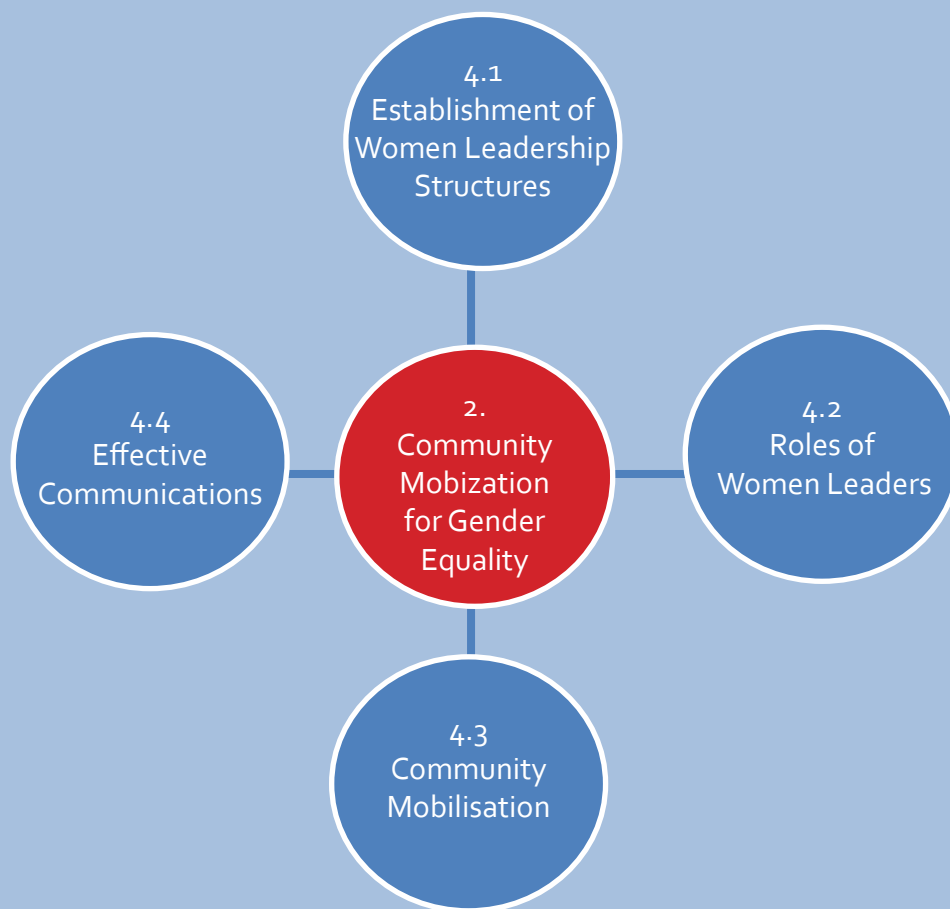 4.1
Establishment of
Women Leadership
Structures
4.4
Effective
Communications
2.
Community
Mobization
for Gender
Equality
4.2
Roles of
Women Leaders
4.3
Community
Mobilisation